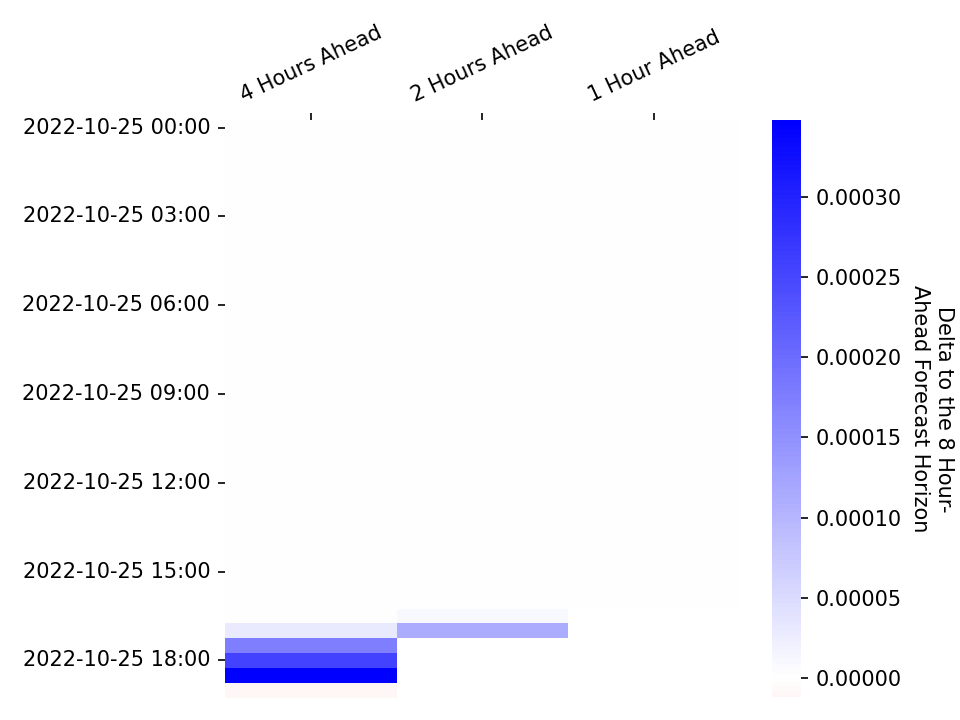 4 Hours Ahead
2 Hours Ahead
1 Hour Ahead
2022-10-25 00:00
2022-10-25 03:00
2022-10-25 06:00
2022-10-25 09:00
2022-10-25 12:00
2022-10-25 15:00
2022-10-25 18:00
0.00030
0.00025
0.00020
0.00015
0.00010
0.00005
0.00000
Delta to the 8 Hour-
Ahead Forecast Horizon